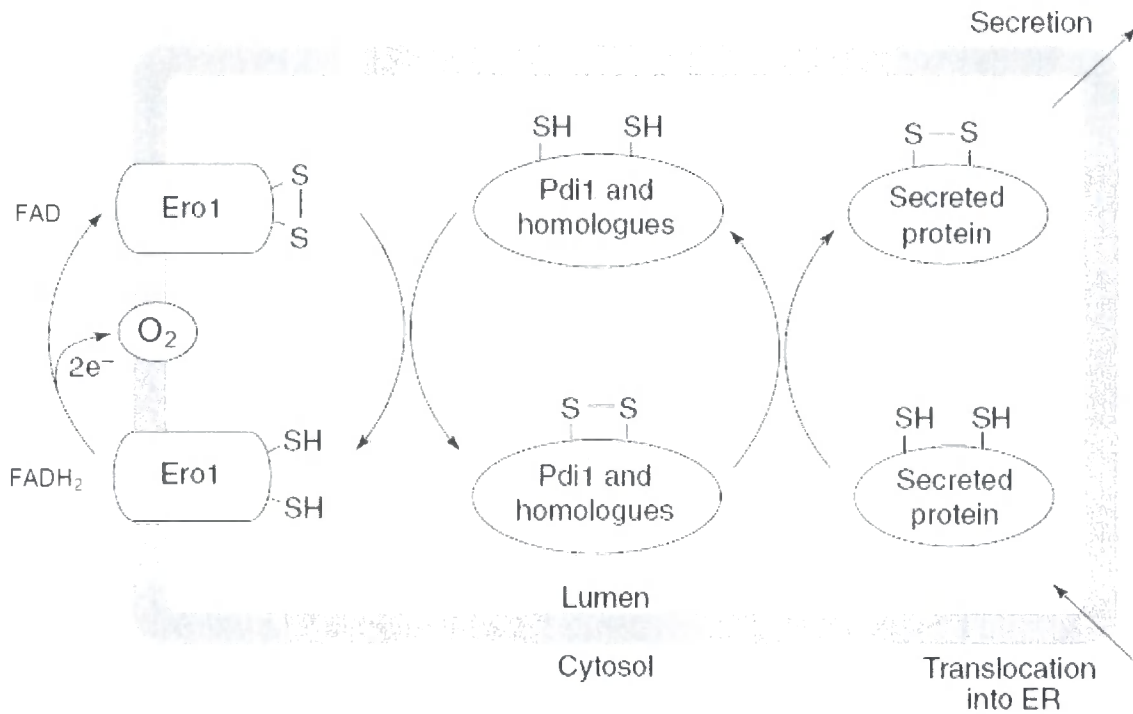 Secretion
SH SH
S S
Ero1
S
S
FAD
Pdi1 and
homologues
Secreted
protein
O₂
2e⁻
FADH₂
Ero1
SH
SH
S S
Pdi1 and
homologues
SH SH
Secreted
protein
Lumen
Cytosol
Translocation
into ER